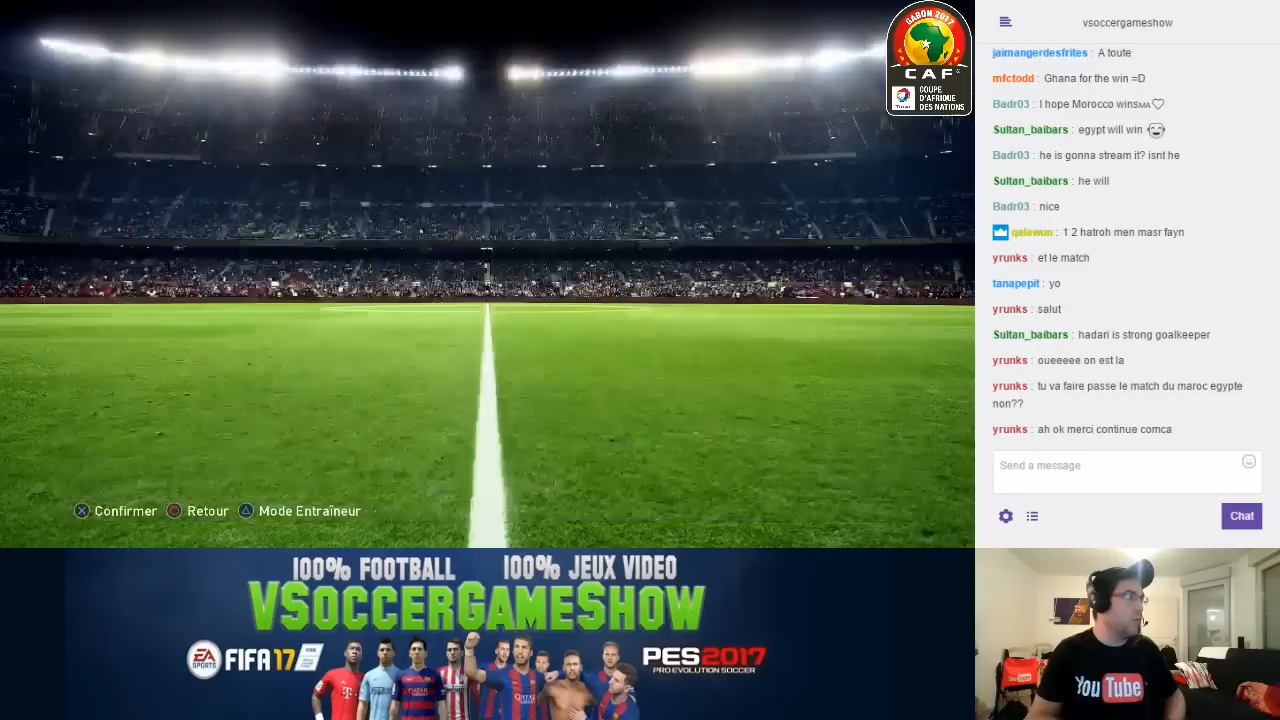 GABON 2017
CAF
TOTAL
COUPE
D'AFRIQUE
DES NATIONS
Confirmer Retour Mode Entraîneur
vsoccergameshow
jaimangerdesfrites : A toute
mfctodd : Ghana for the win =D
Badr03 : I hope Morocco winsMA♡
Sultan_baibars : egypt will win
Badr03 : he is gonna stream it? isnt he
Sultan_baibars : he will
Badr03 : nice
qalawun : 1 2 hatroh men masr fayn
yrunks : et le match
tanapepit : yo
yrunks : salut
Sultan_baibars : hadari is strong goalkeeper
yrunks : oueeeee on est la
yrunks : tu va faire passe le match du maroc egypte
non??
yrunks : ah ok merci continue comca
Send a message
Chat
100% FOOTBALL 100% JEUX VIDEO
VSOCCERGAMESHOW
EA
SPORTS
FIFA 17
PES2017
PRO EVOLUTION SOCCER
YouTube